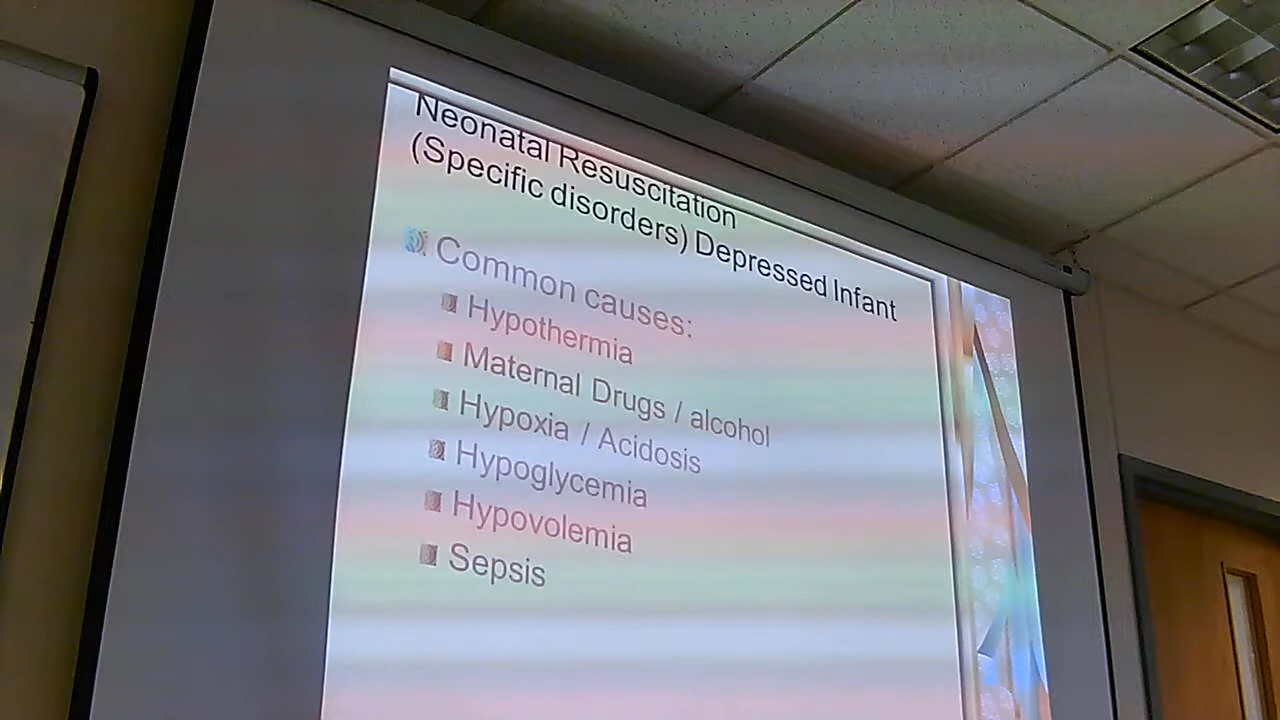 Neonatal Resuscitation
(Specific disorders) Depressed Infant
Common causes:
Hypothermia
Maternal Drugs / alcohol
Hypoxia / Acidosis
Hypoglycemia
Hypovolemia
Sepsis